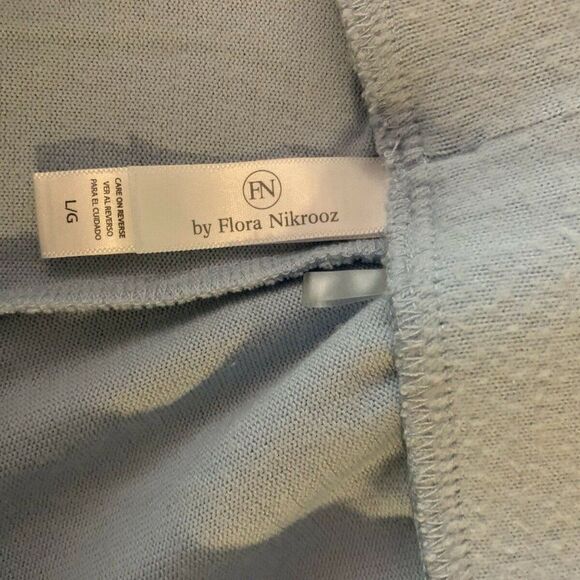 FN
by Flora Nikrooz
CARE ON REVERSE
VER AL REVERSO
PARA EL CUIDADO
L/G